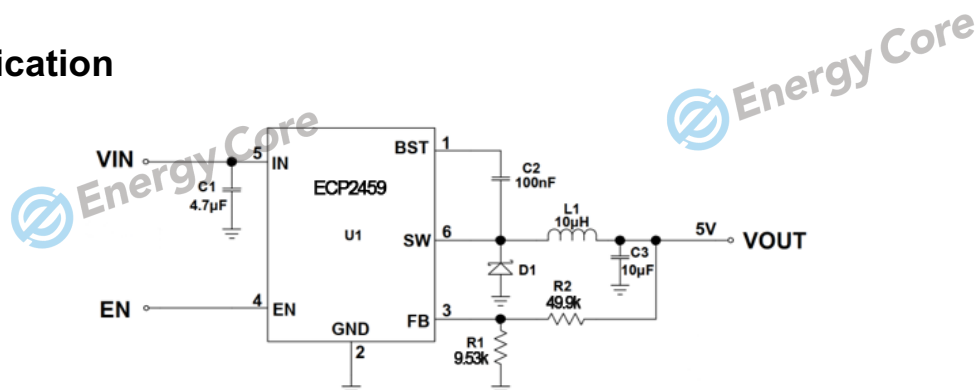 ication
Energy Core
Energy Core
VIN
5
IN
C1
4.7µF
ECP2459
U1
BST
1
C2
100nF
SW
6
L1
10µH
5V
VOUT
C3
10µF
D1
R2
49.9k
EN
4
EN
FB
3
GND
2
R1
9.53k